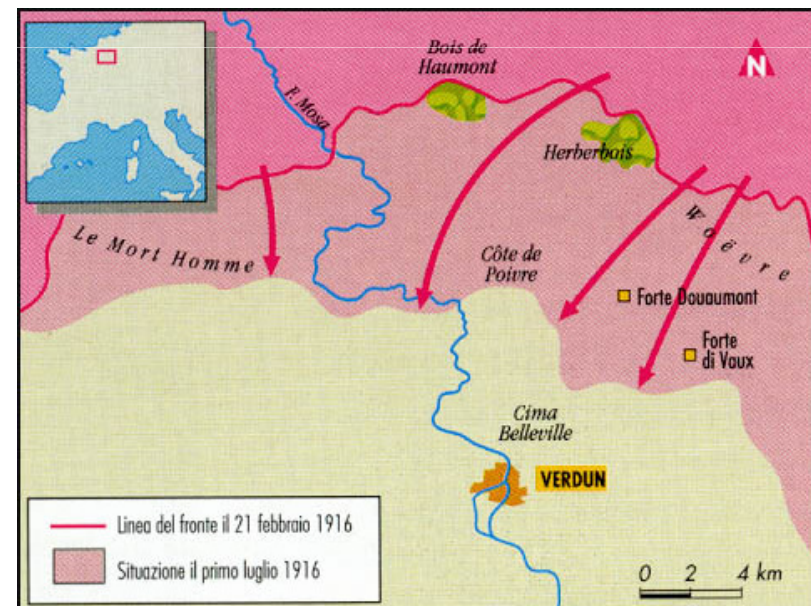 N
Bois de
Haumont
F. Mosa
Herberbois
Le Mort Homme
Woëvre
Côte de
Poivre
Forte Douaumont
Forte
di Vaux
Cima
Belleville
VERDUN
Linea del fronte il 21 febbraio 1916
Situazione il primo luglio 1916
0 2 4 km